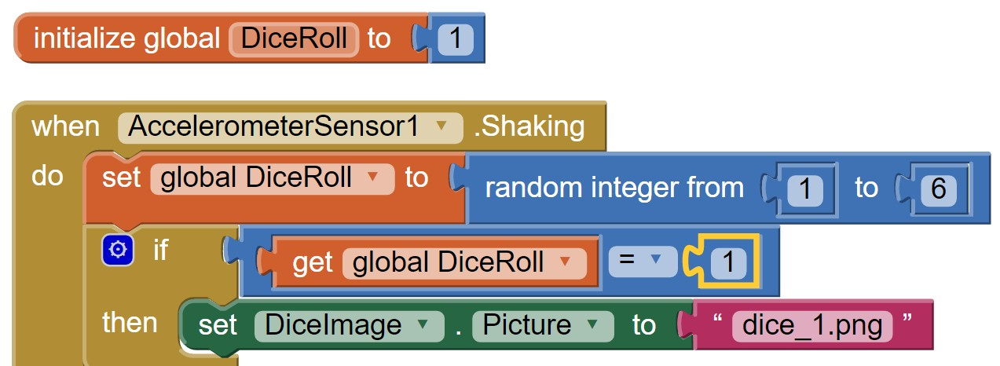 initialize global DiceRoll to 1
when AccelerometerSensor1 .Shaking
do set global DiceRoll to random integer from 1 to 6
if get global DiceRoll = 1
then set DiceImage . Picture to “ dice_1.png ”